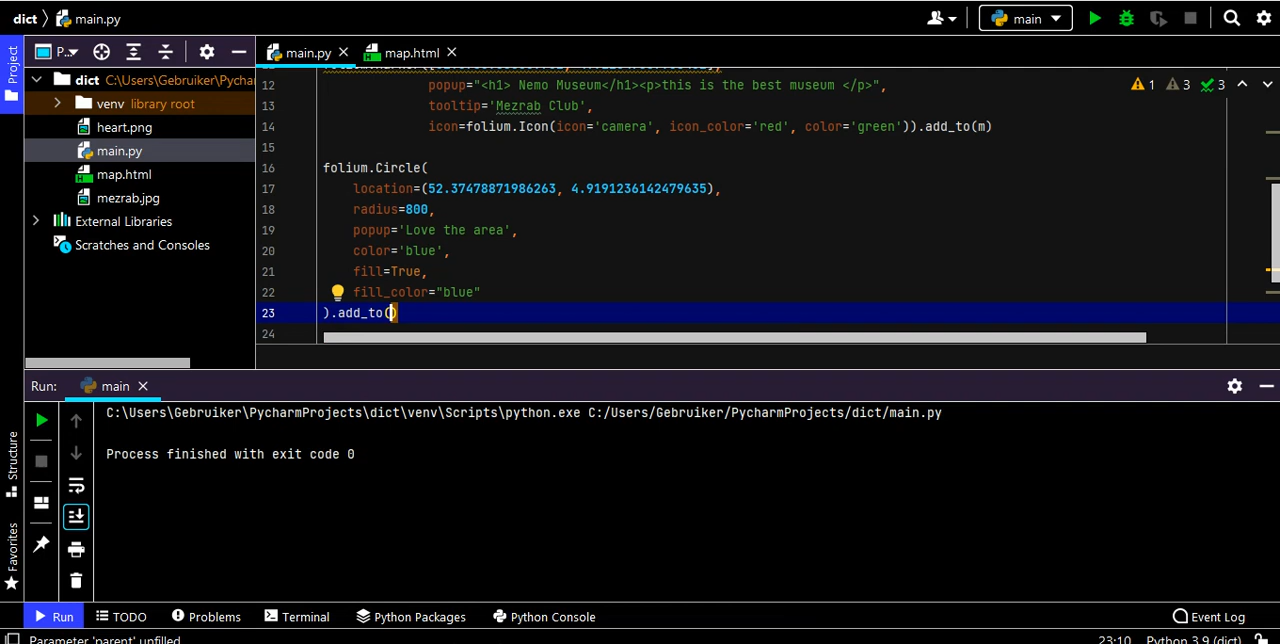 dict main.py
main
Project
P..
main.py
map.html
dict C:\Users\Gebruiker\Pychar
venv library root
heart.png
main.py
map.html
mezrab.jpg
External Libraries
Scratches and Consoles
12 popup="<h1> Nemo Museum</h1><p>this is the best museum </p>",
13 tooltip='Mezrab Club',
14 icon=folium.Icon(icon='camera', icon_color='red', color='green')).add_to(m)
15
16 folium.Circle(
17 location=(52.37478871986263, 4.9191236142479635),
18 radius=800,
19 popup='Love the area',
20 color='blue',
21 fill=True,
22 fill_color="blue"
23 ).add_to()
24
1 3 3
Run: main
C:\Users\Gebruiker\PycharmProjects\dict\venv\Scripts\python.exe C:/Users/Gebruiker/PycharmProjects/dict/main.py
Process finished with exit code 0
Structure
Favorites
Run TODO Problems Terminal Python Packages Python Console Event Log
Parameter 'parent' unfilled 23:10 Python 3.9 (dict)